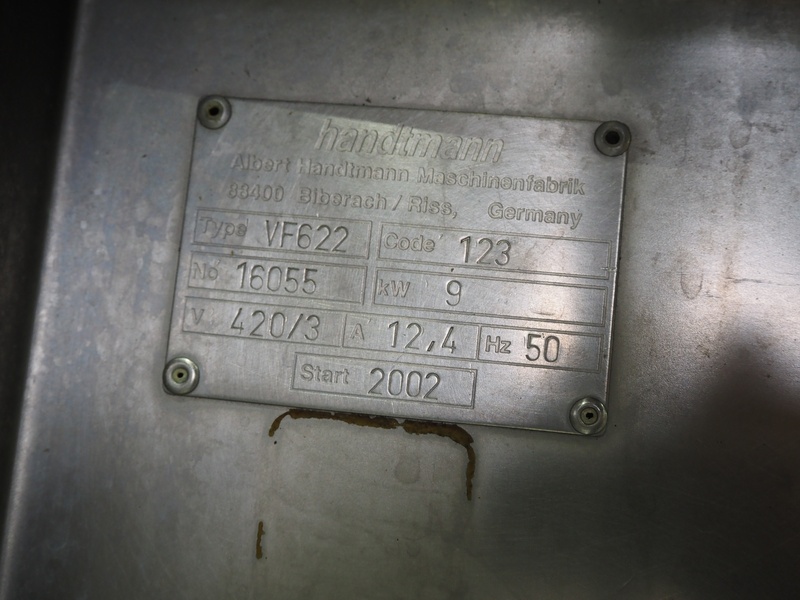 handtmann
Albert Handtmann Maschinenfabrik
88400 Biberach / Riss, Germany
Type VF622 Code 123
No 16055 kW 9
V 420/3 A 12,4 Hz 50
Start 2002